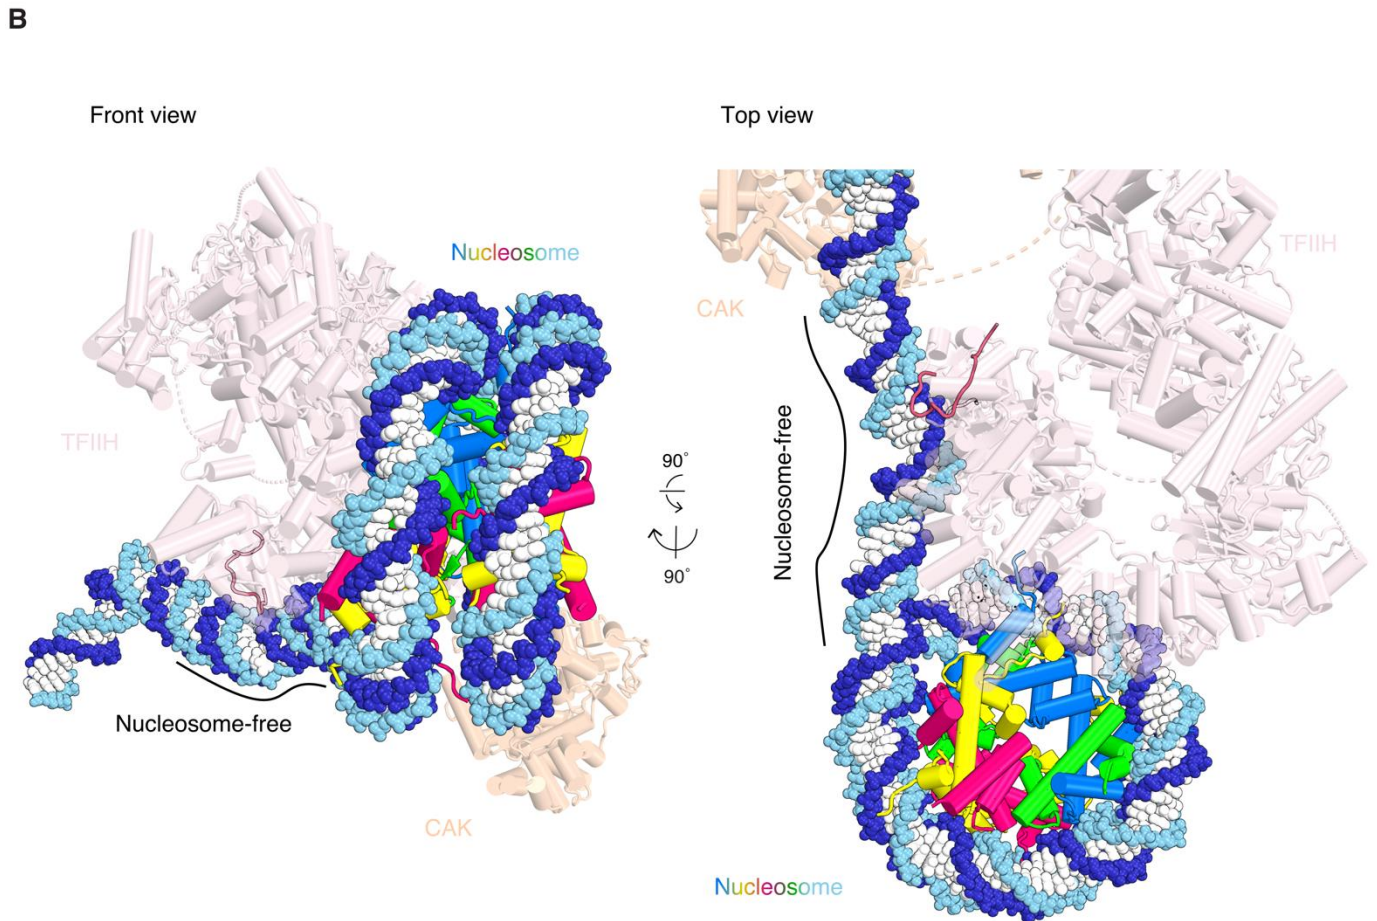 B
Front view
Top view
Nucleosome
TFIIH
TFIIH
CAK
Nucleosome-free
90°
90°
Nucleosome-free
CAK
Nucleosome